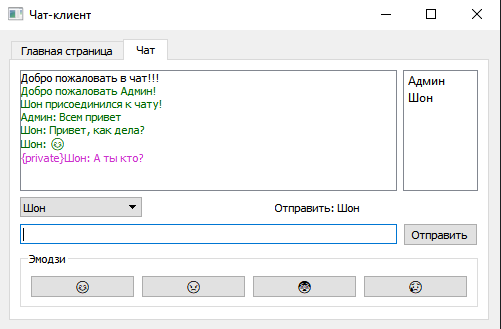 Чат-клиент
Главная страница
Чат
Добро пожаловать в чат!!!
Добро пожаловать Админ!
Шон присоединился к чату!
Админ: Всем привет
Шон: Привет, как дела?
Шон: 😊
{private}Шон: А ты кто?
Админ
Шон
Шон
Отправить: Шон
Отправить
Эмодзи